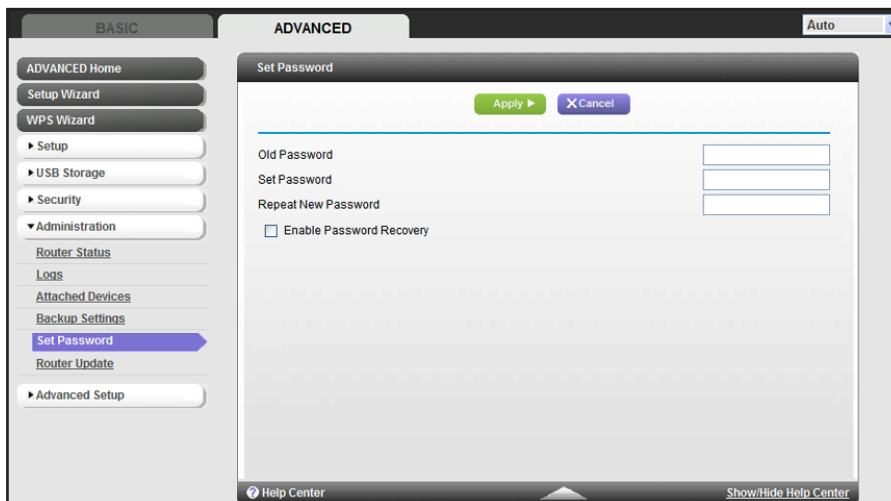 BASIC
ADVANCED
Auto
ADVANCED Home
Setup Wizard
WPS Wizard
Setup
USB Storage
Security
Administration
Router Status
Logs
Attached Devices
Backup Settings
Set Password
Router Update
Advanced Setup
Set Password
Apply
X Cancel
Old Password
Set Password
Repeat New Password
Enable Password Recovery
Help Center
Show/Hide Help Center